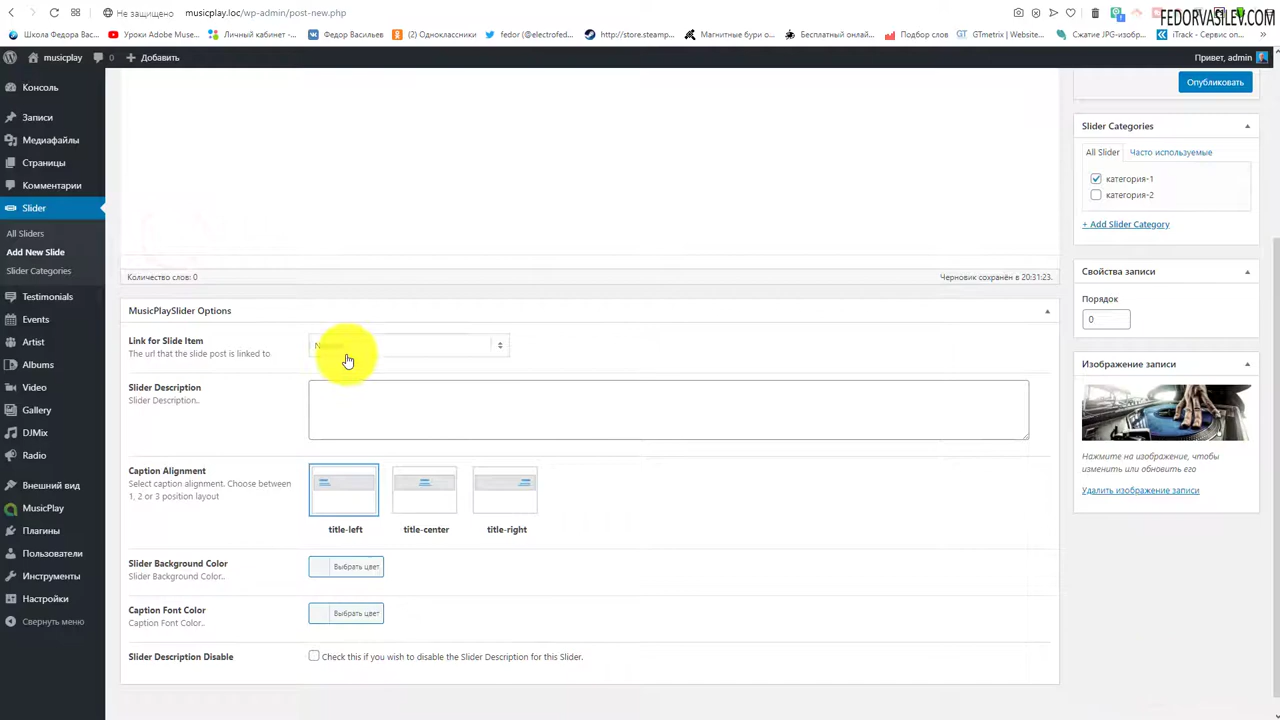 Не защищено
musicplay.loc/wp-admin/post-new.php
FEDORVASILEV.COM
Школа Федора Вас...
Уроки Adobe Muse...
Личный кабинет -...
Федор Васильев
(2) Одноклассники
fedor (@electrofed...
http://store.steamp...
Магнитные бури о...
Бесплатный онлай...
Подбор слов
GTmetrix | Website...
Сжатие JPG-изобр...
iTrack - Сервис оп...
musicplay
0
Добавить
Привет, admin
Консоль
Записи
Медиафайлы
Страницы
Комментарии
Slider
All Sliders
Add New Slide
Slider Categories
Testimonials
Events
Artist
Albums
Video
Gallery
DJMix
Radio
Внешний вид
MusicPlay
Плагины
Пользователи
Инструменты
Настройки
Свернуть меню
Количество слов: 0
Черновик сохранён в 20:31:23.
MusicPlaySlider Options
Link for Slide Item
The url that the slide post is linked to
Slider Description
Slider Description..
Caption Alignment
Select caption alignment. Choose between
1, 2 or 3 position layout
title-left
title-center
title-right
Slider Background Color
Slider Background Color..
Выбрать цвет
Caption Font Color
Caption Font Color..
Выбрать цвет
Slider Description Disable
Check this if you wish to disable the Slider Description for this Slider.
Опубликовать
Slider Categories
All Slider
Часто используемые
категория-1
категория-2
+ Add Slider Category
Свойства записи
Порядок
0
Изображение записи
Нажмите на изображение, чтобы
изменить или обновить его
Удалить изображение записи